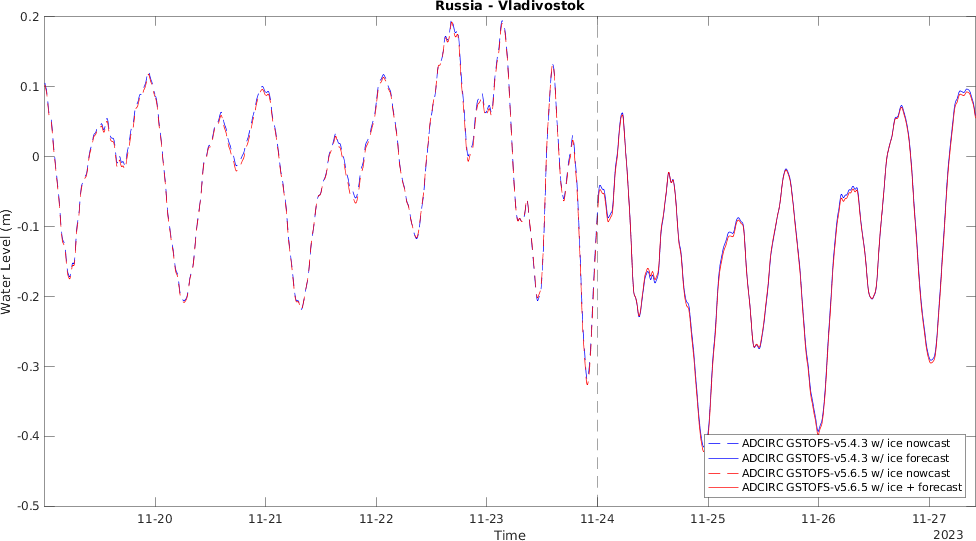 Russia - Vladivostok
0.2
0.1
0
-0.1
-0.2
-0.3
-0.4
-0.5
Water Level (m)
ADCIRC GSTOFS-v5.4.3 w/ ice nowcast
ADCIRC GSTOFS-v5.4.3 w/ ice forecast
ADCIRC GSTOFS-v5.6.5 w/ ice nowcast
ADCIRC GSTOFS-v5.6.5 w/ ice + forecast
11-20
11-21
11-22
11-23
11-24
11-25
11-26
11-27
Time
2023